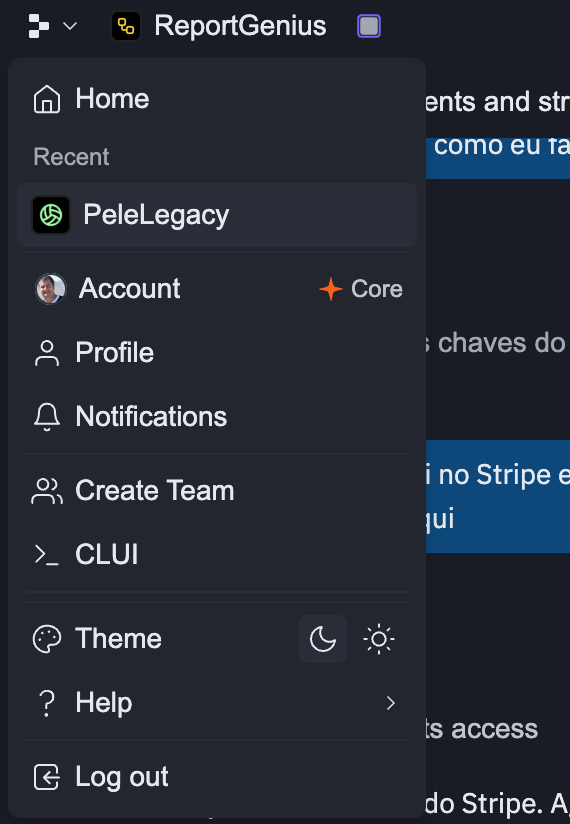 ReportGenius
Home
ents and str
como eu fa
Recent
PeleLegacy
Account
Core
chaves do
Profile
Notifications
i no Stripe e
qui
Create Team
CLUI
Theme
Help
ts access
Log out
do Stripe. A